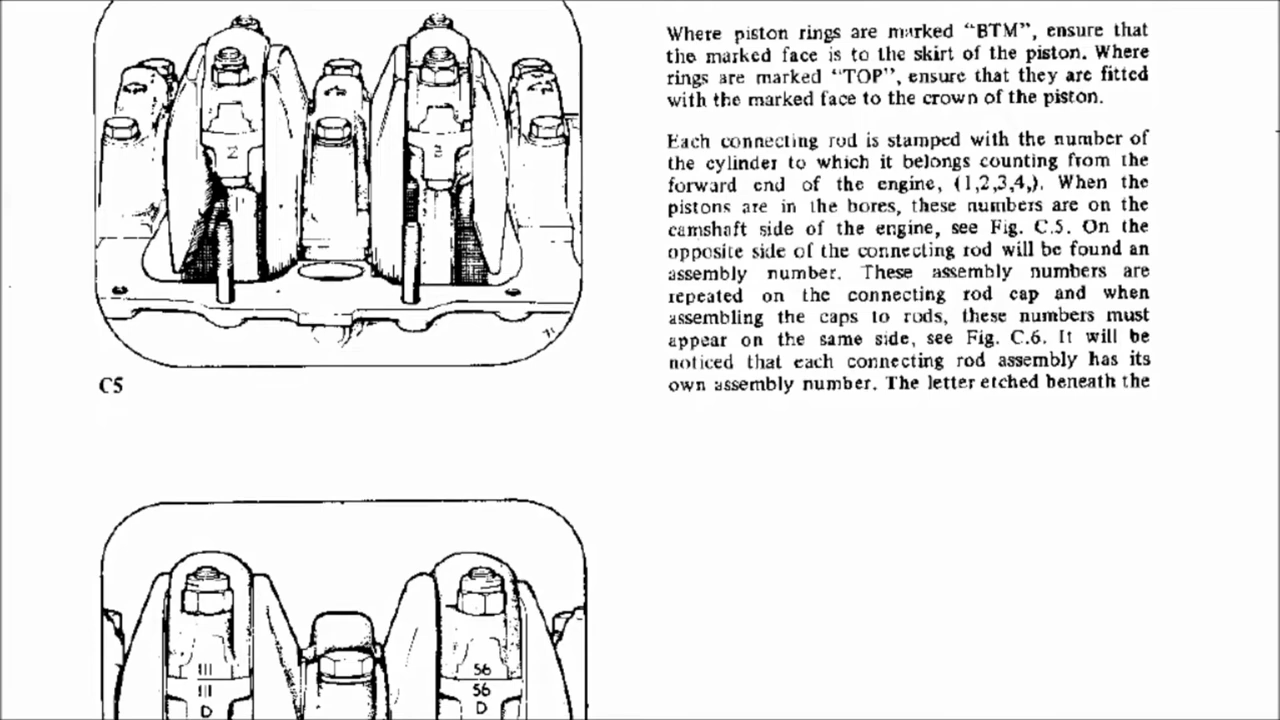 Where piston rings are marked “BTM”, ensure that
the marked face is to the skirt of the piston. Where
rings are marked “TOP”, ensure that they are fitted
with the marked face to the crown of the piston.
Each connecting rod is stamped with the number of
the cylinder to which it belongs counting from the
forward end of the engine, (1,2,3,4,). When the
pistons are in the bores, these numbers are on the
camshaft side of the engine, see Fig. C.5. On the
opposite side of the connecting rod will be found an
assembly number. These assembly numbers are
repeated on the connecting rod cap and when
assembling the caps to rods, these numbers must
appear on the same side, see Fig. C.6. It will be
noticed that each connecting rod assembly has its
own assembly number. The letter etched beneath the
2
3
71
C5
111
111
D
56
56
D